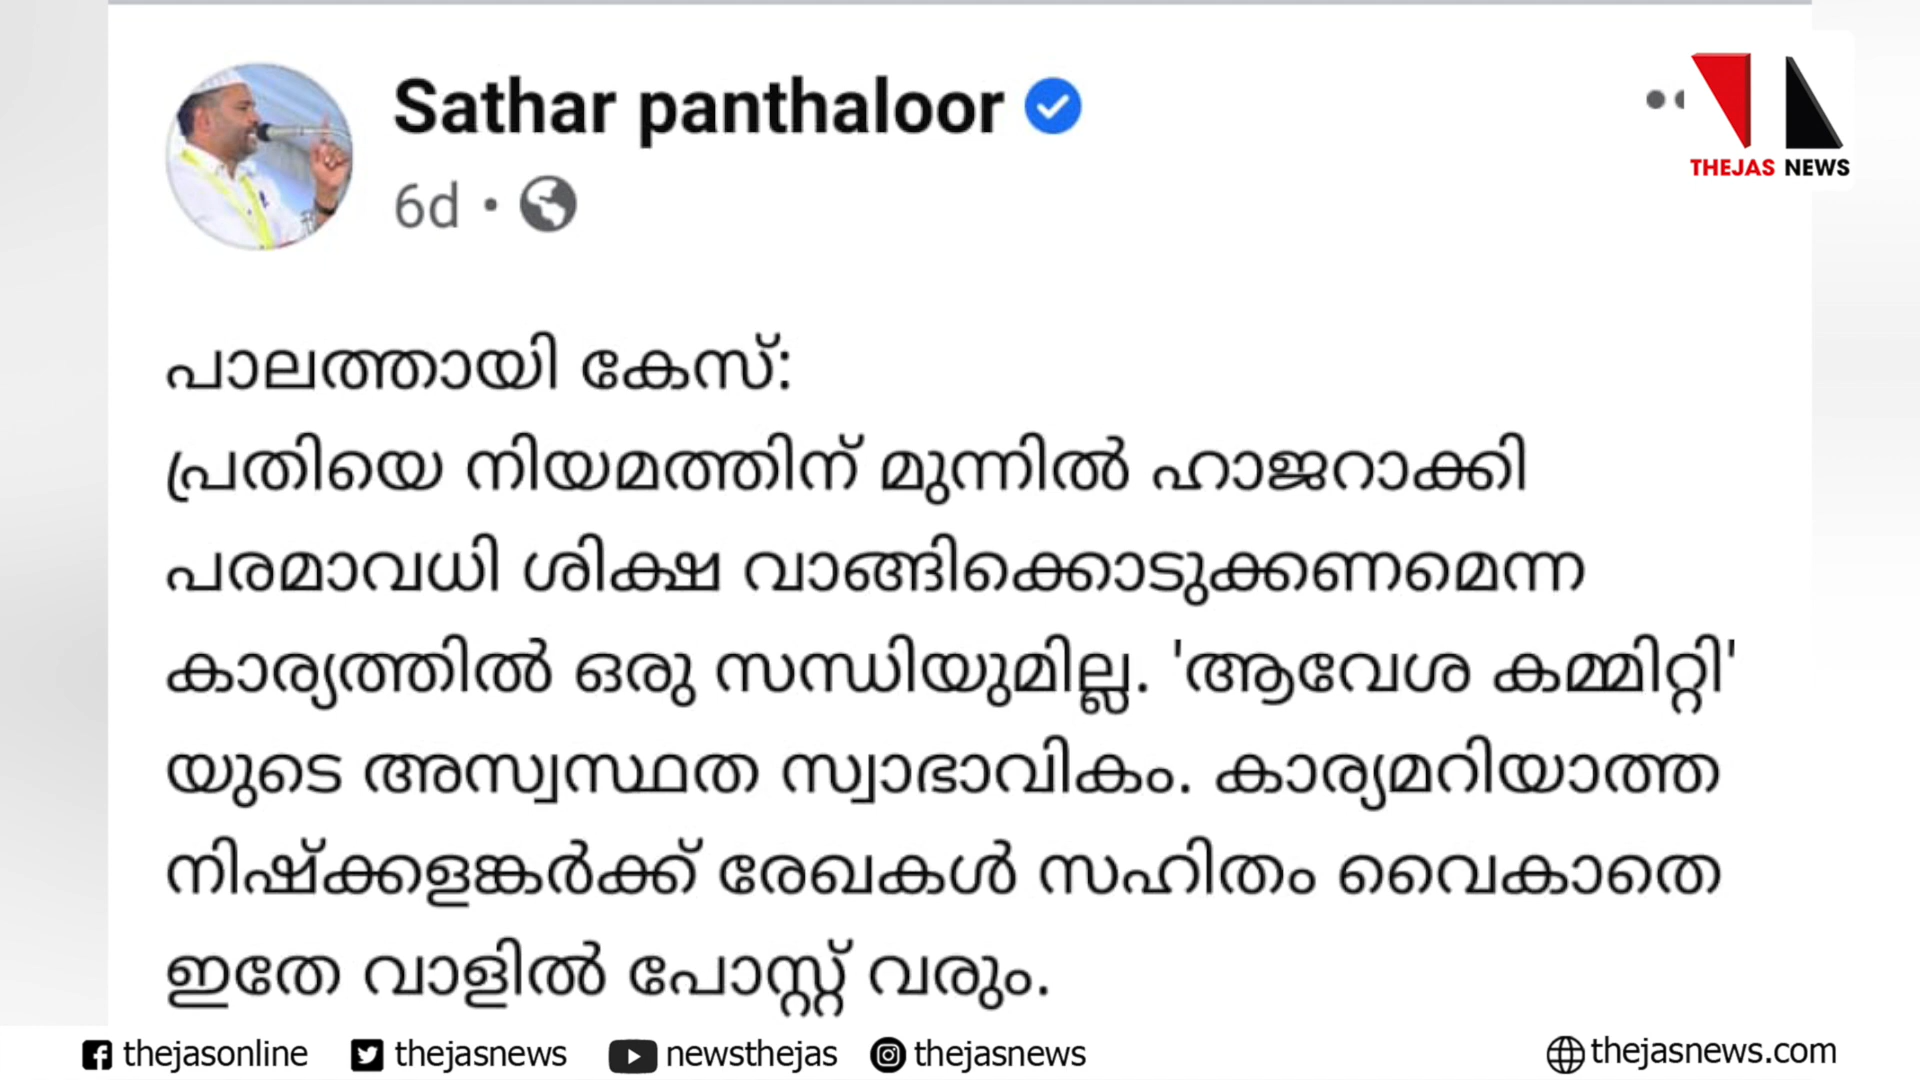 Sathar panthaloor
6d
THEJAS NEWS
പാലത്തായി കേസ്:
പ്രതിയെ നിയമത്തിന് മുന്നിൽ ഹാജറാക്കി
പരമാവധി ശിക്ഷ വാങ്ങിക്കൊടുക്കണമെന്ന
കാര്യത്തിൽ ഒരു സന്ധിയുമില്ല. 'ആവേശ കമ്മിറ്റി'
യുടെ അസ്വസ്ഥത സ്വാഭാവികം. കാര്യമറിയാത്ത
നിഷ്ക്കളങ്കർക്ക് രേഖകൾ സഹിതം വൈകാതെ
ഇതേ വാളിൽ പോസ്റ്റ് വരും.
thejasonline thejasnews newsthejas thejasnews thejasnews.com